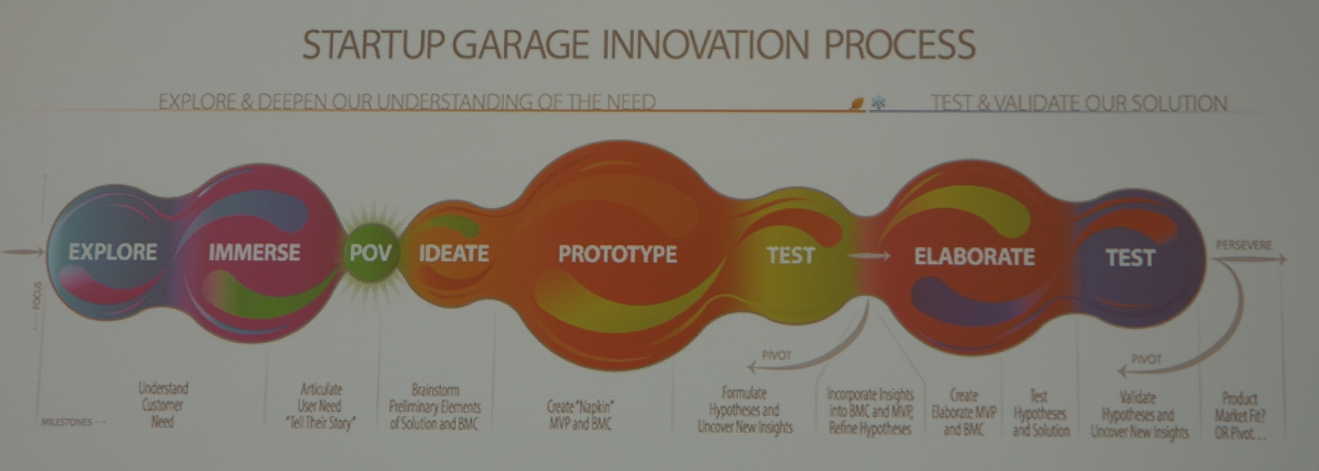 STARTUP GARAGE INNOVATION PROCESS
EXPLORE & DEEPEN OUR UNDERSTANDING OF THE NEED
TEST & VALIDATE OUR SOLUTION
EXPLORE
IMMERSE
POV
IDEATE
PROTOTYPE
TEST
ELABORATE
TEST
PERSEVERE
FOCUS
PIVOT
PIVOT
MILESTONES
Understand
Customer
Need
Articulate
User Need
"Tell Their Story"
Brainstorm
Preliminary Elements
of Solution and BMC
Create "Napkin"
MVP and BMC
Formulate
Hypotheses and
Uncover New Insights
Incorporate Insights
into BMC and MVP,
Refine Hypotheses
Create
Elaborate MVP
and BMC
Test
Hypotheses
and Solution
Validate
Hypotheses and
Uncover New Insights
Product
Market Fit?
OR Pivot...